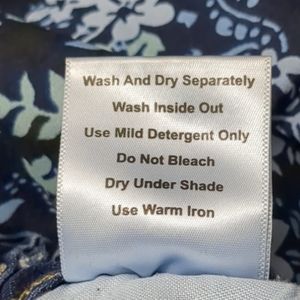 Wash And Dry Separately
Wash Inside Out
Use Mild Detergent Only
Do Not Bleach
Dry Under Shade
Use Warm Iron